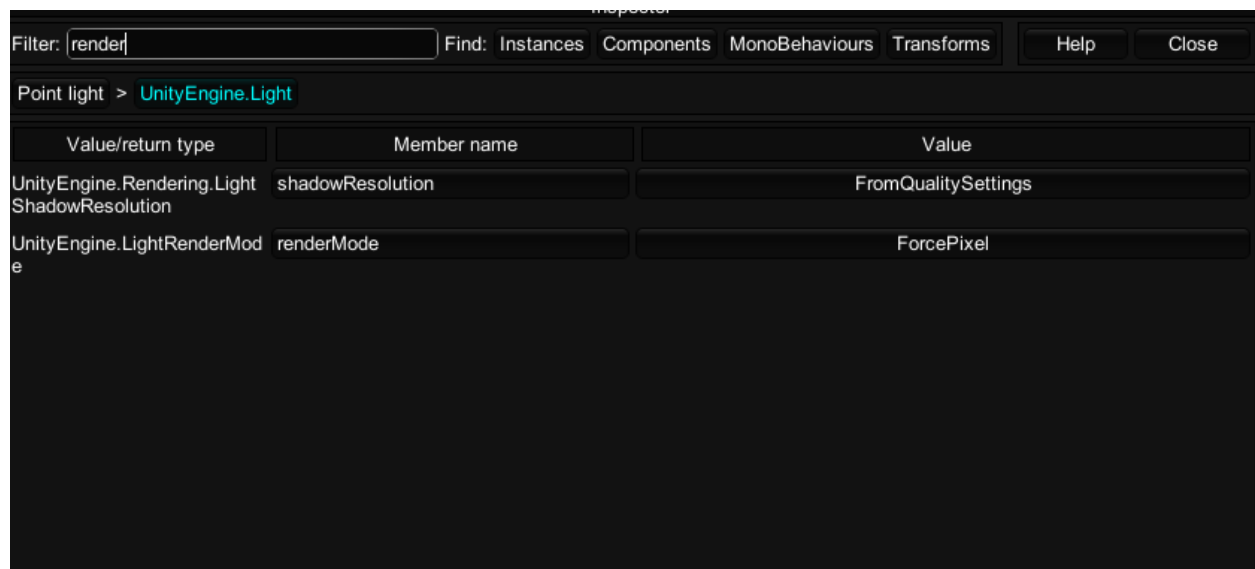 Inspector
Filter: render Find: Instances Components MonoBehaviours Transforms Help Close
Point light > UnityEngine.Light
Value/return type Member name Value
UnityEngine.Rendering.Light shadowResolution FromQualitySettings
ShadowResolution
UnityEngine.LightRenderMod renderMode ForcePixel
e